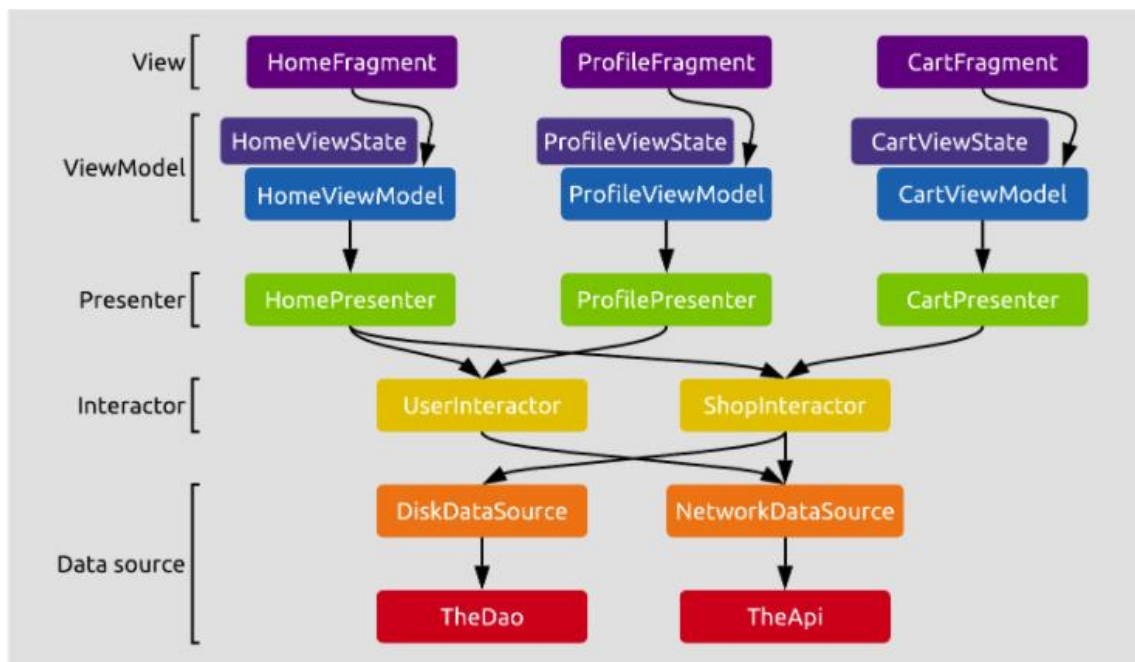 View
HomeFragment
ProfileFragment
CartFragment
ViewModel
HomeViewState
ProfileViewState
CartViewState
HomeViewModel
ProfileViewModel
CartViewModel
Presenter
HomePresenter
ProfilePresenter
CartPresenter
Interactor
UserInteractor
ShopInteractor
Data source
DiskDataSource
NetworkDataSource
TheDao
TheApi